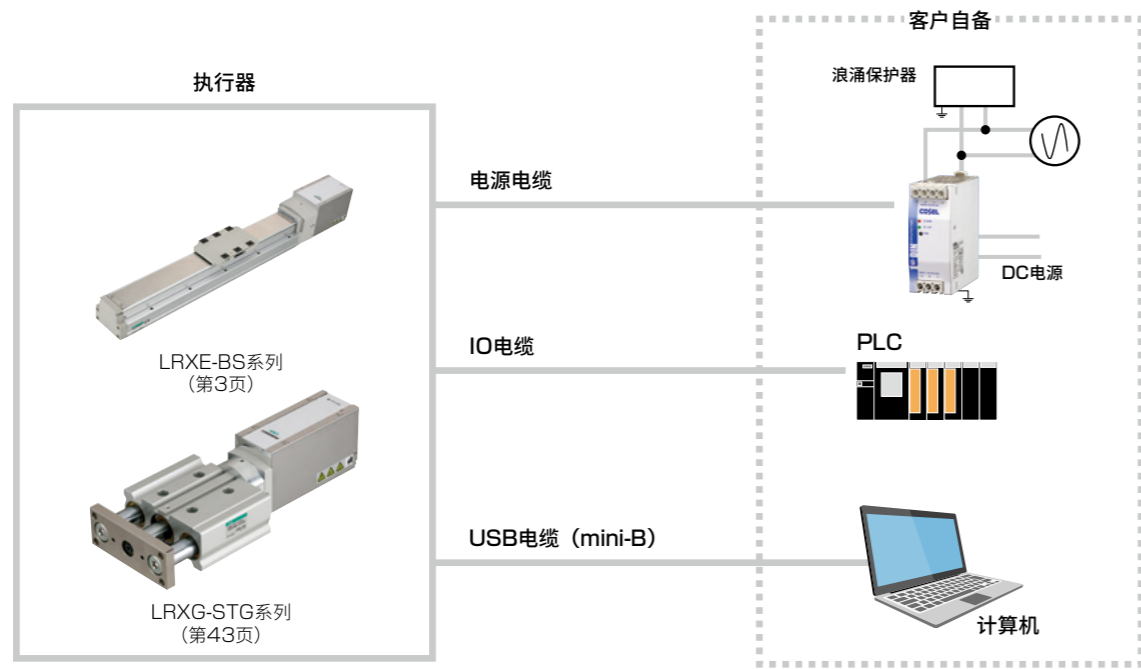 客户自备
执行器
浪涌保护器
电源电缆
COSEL
DC电源
LRXE-BS系列
（第3页）
IO电缆
PLC
USB电缆（mini-B）
LRXG-STG系列
（第43页）
计算机